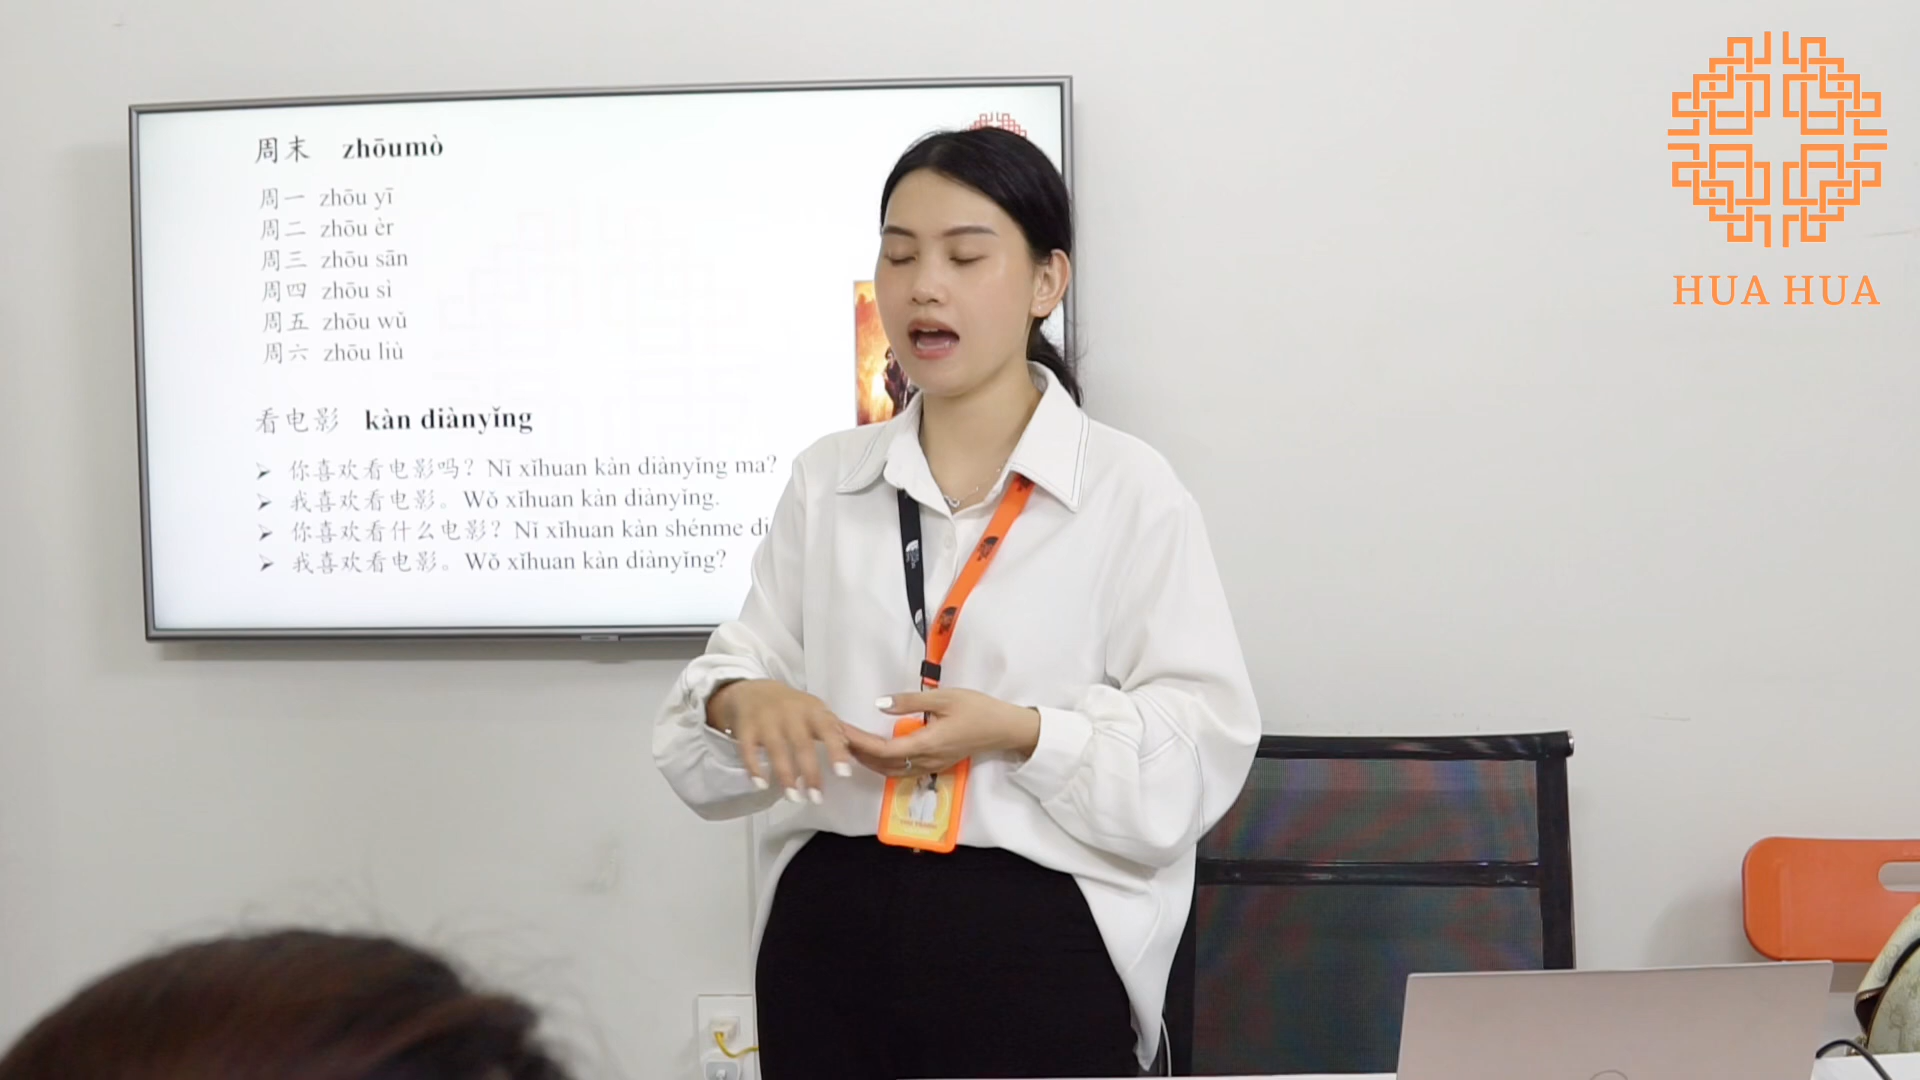 周末 zhōumò
周一 zhōu yī
周二 zhōu èr
周三 zhōu sān
周四 zhōu sì
周五 zhōu wǔ
周六 zhōu liù
看电影 kàn diànyǐng
➢ 你喜欢看电影吗？Nǐ xǐhuan kàn diànyǐng ma?
➢ 我喜欢看电影。Wǒ xǐhuan kàn diànyǐng.
➢ 你喜欢看什么电影？Nǐ xǐhuan kàn shénme di
➢ 我喜欢看电影。Wǒ xǐhuan kàn diànyǐng?
HUA HUA